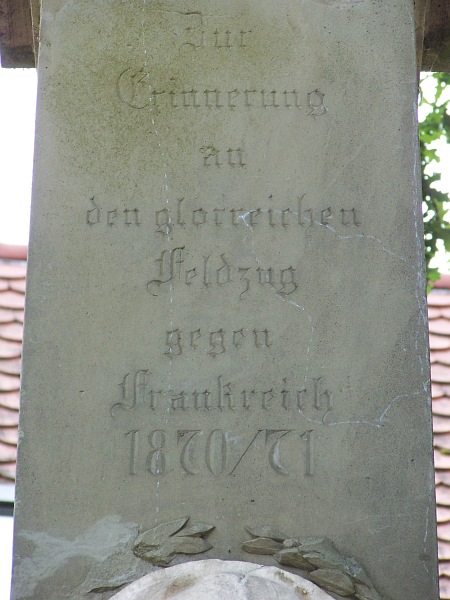 Zur
Erinnerung
an
den glorreichen
Feldzug
gegen
Frankreich
1870/71